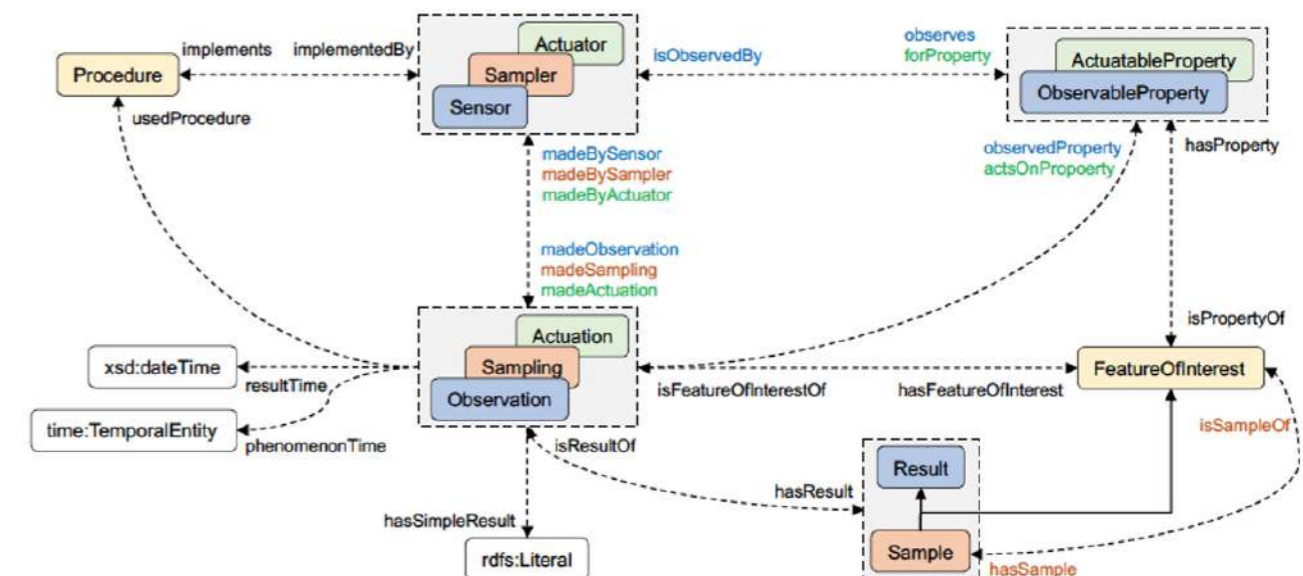 Actuator
implements
implementedBy
isObservedBy
observes
forProperty
Procedure
Sampler
ActuatableProperty
ObservableProperty
Sensor
usedProcedure
madeBySensor
madeBySampler
madeByActuator
observedProperty
actsOnPropoerty
hasProperty
madeObservation
madeSampling
madeActuation
isPropertyOf
Actuation
xsd:dateTime
Sampling
FeatureOfInterest
resultTime
isFeatureOfInterestOf
hasFeatureOfInterest
Observation
time:TemporalEntity
phenomenonTime
isResultOf
isSampleOf
Result
hasResult
hasSimpleResult
rdfs:Literal
Sample
hasSample